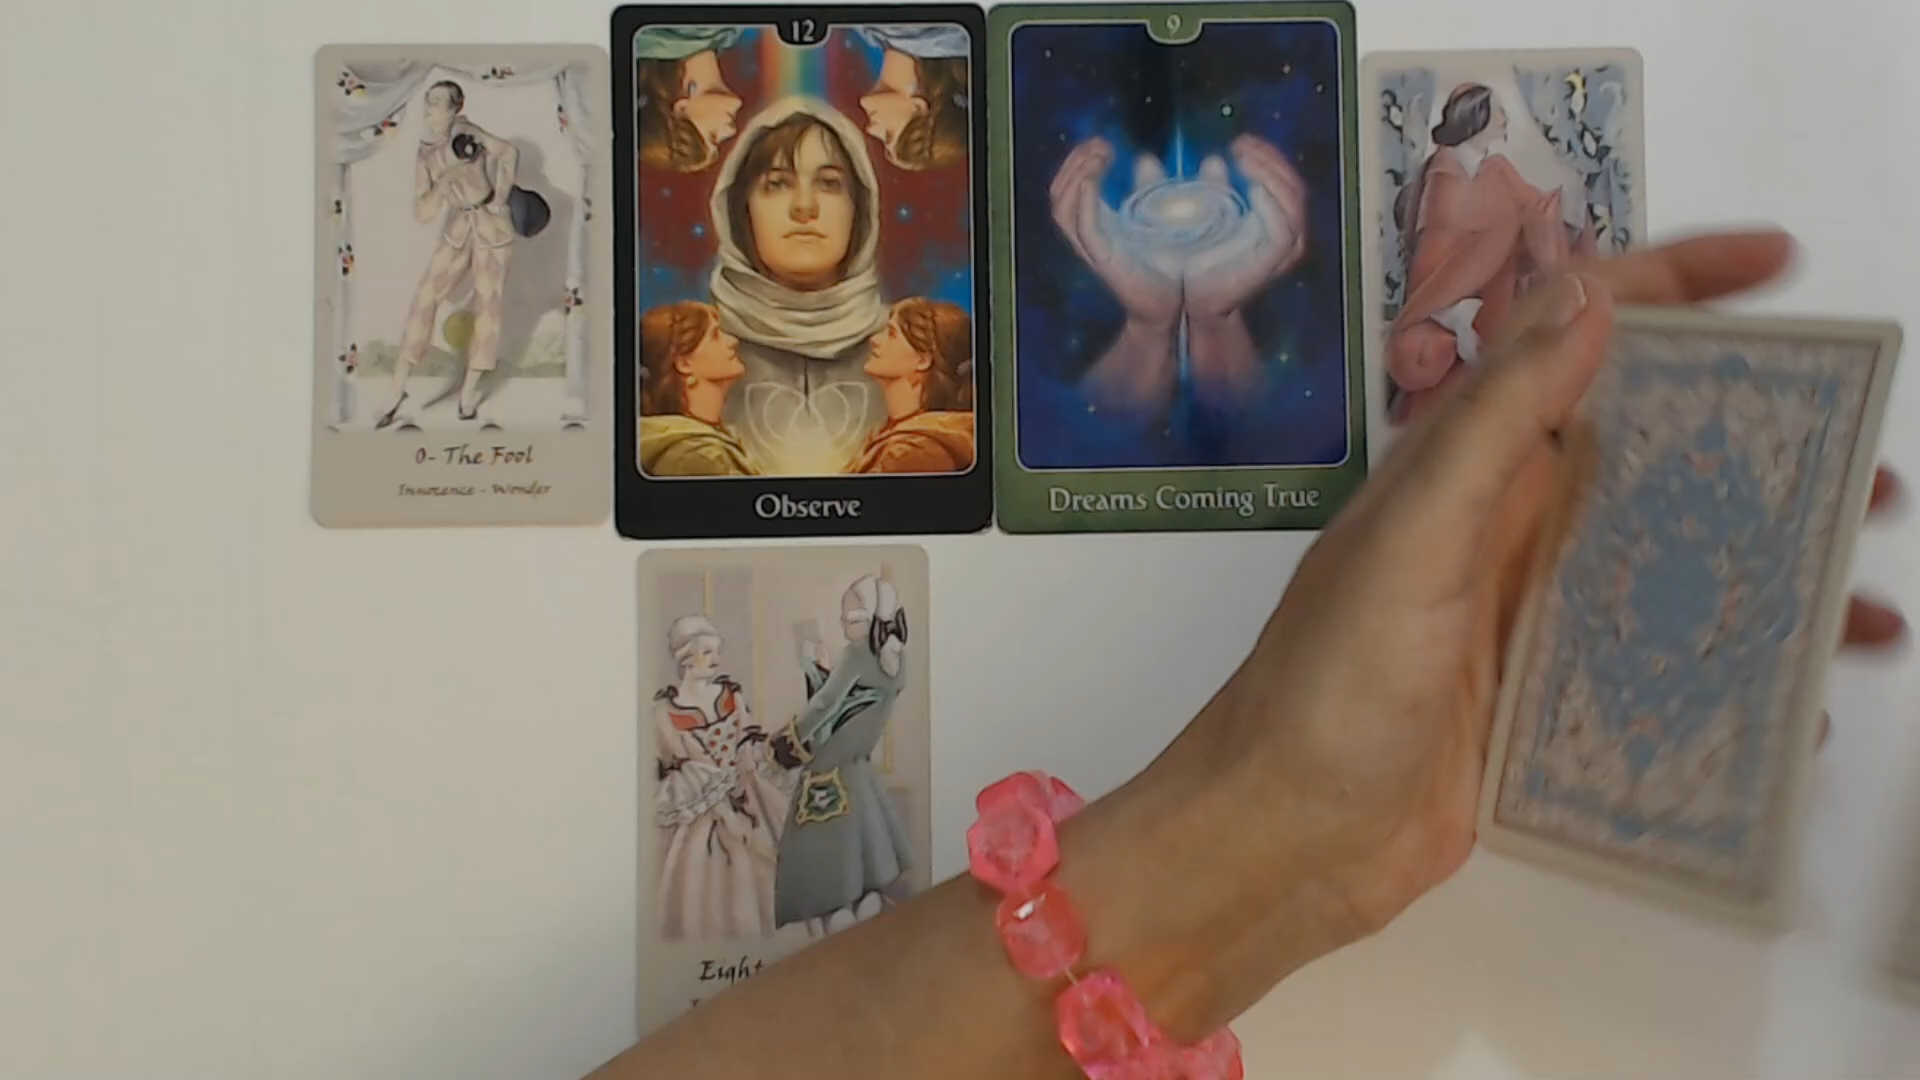 12
9
0- The Fool
Innocence - Wonder
Observe
Dreams Coming True
Eight